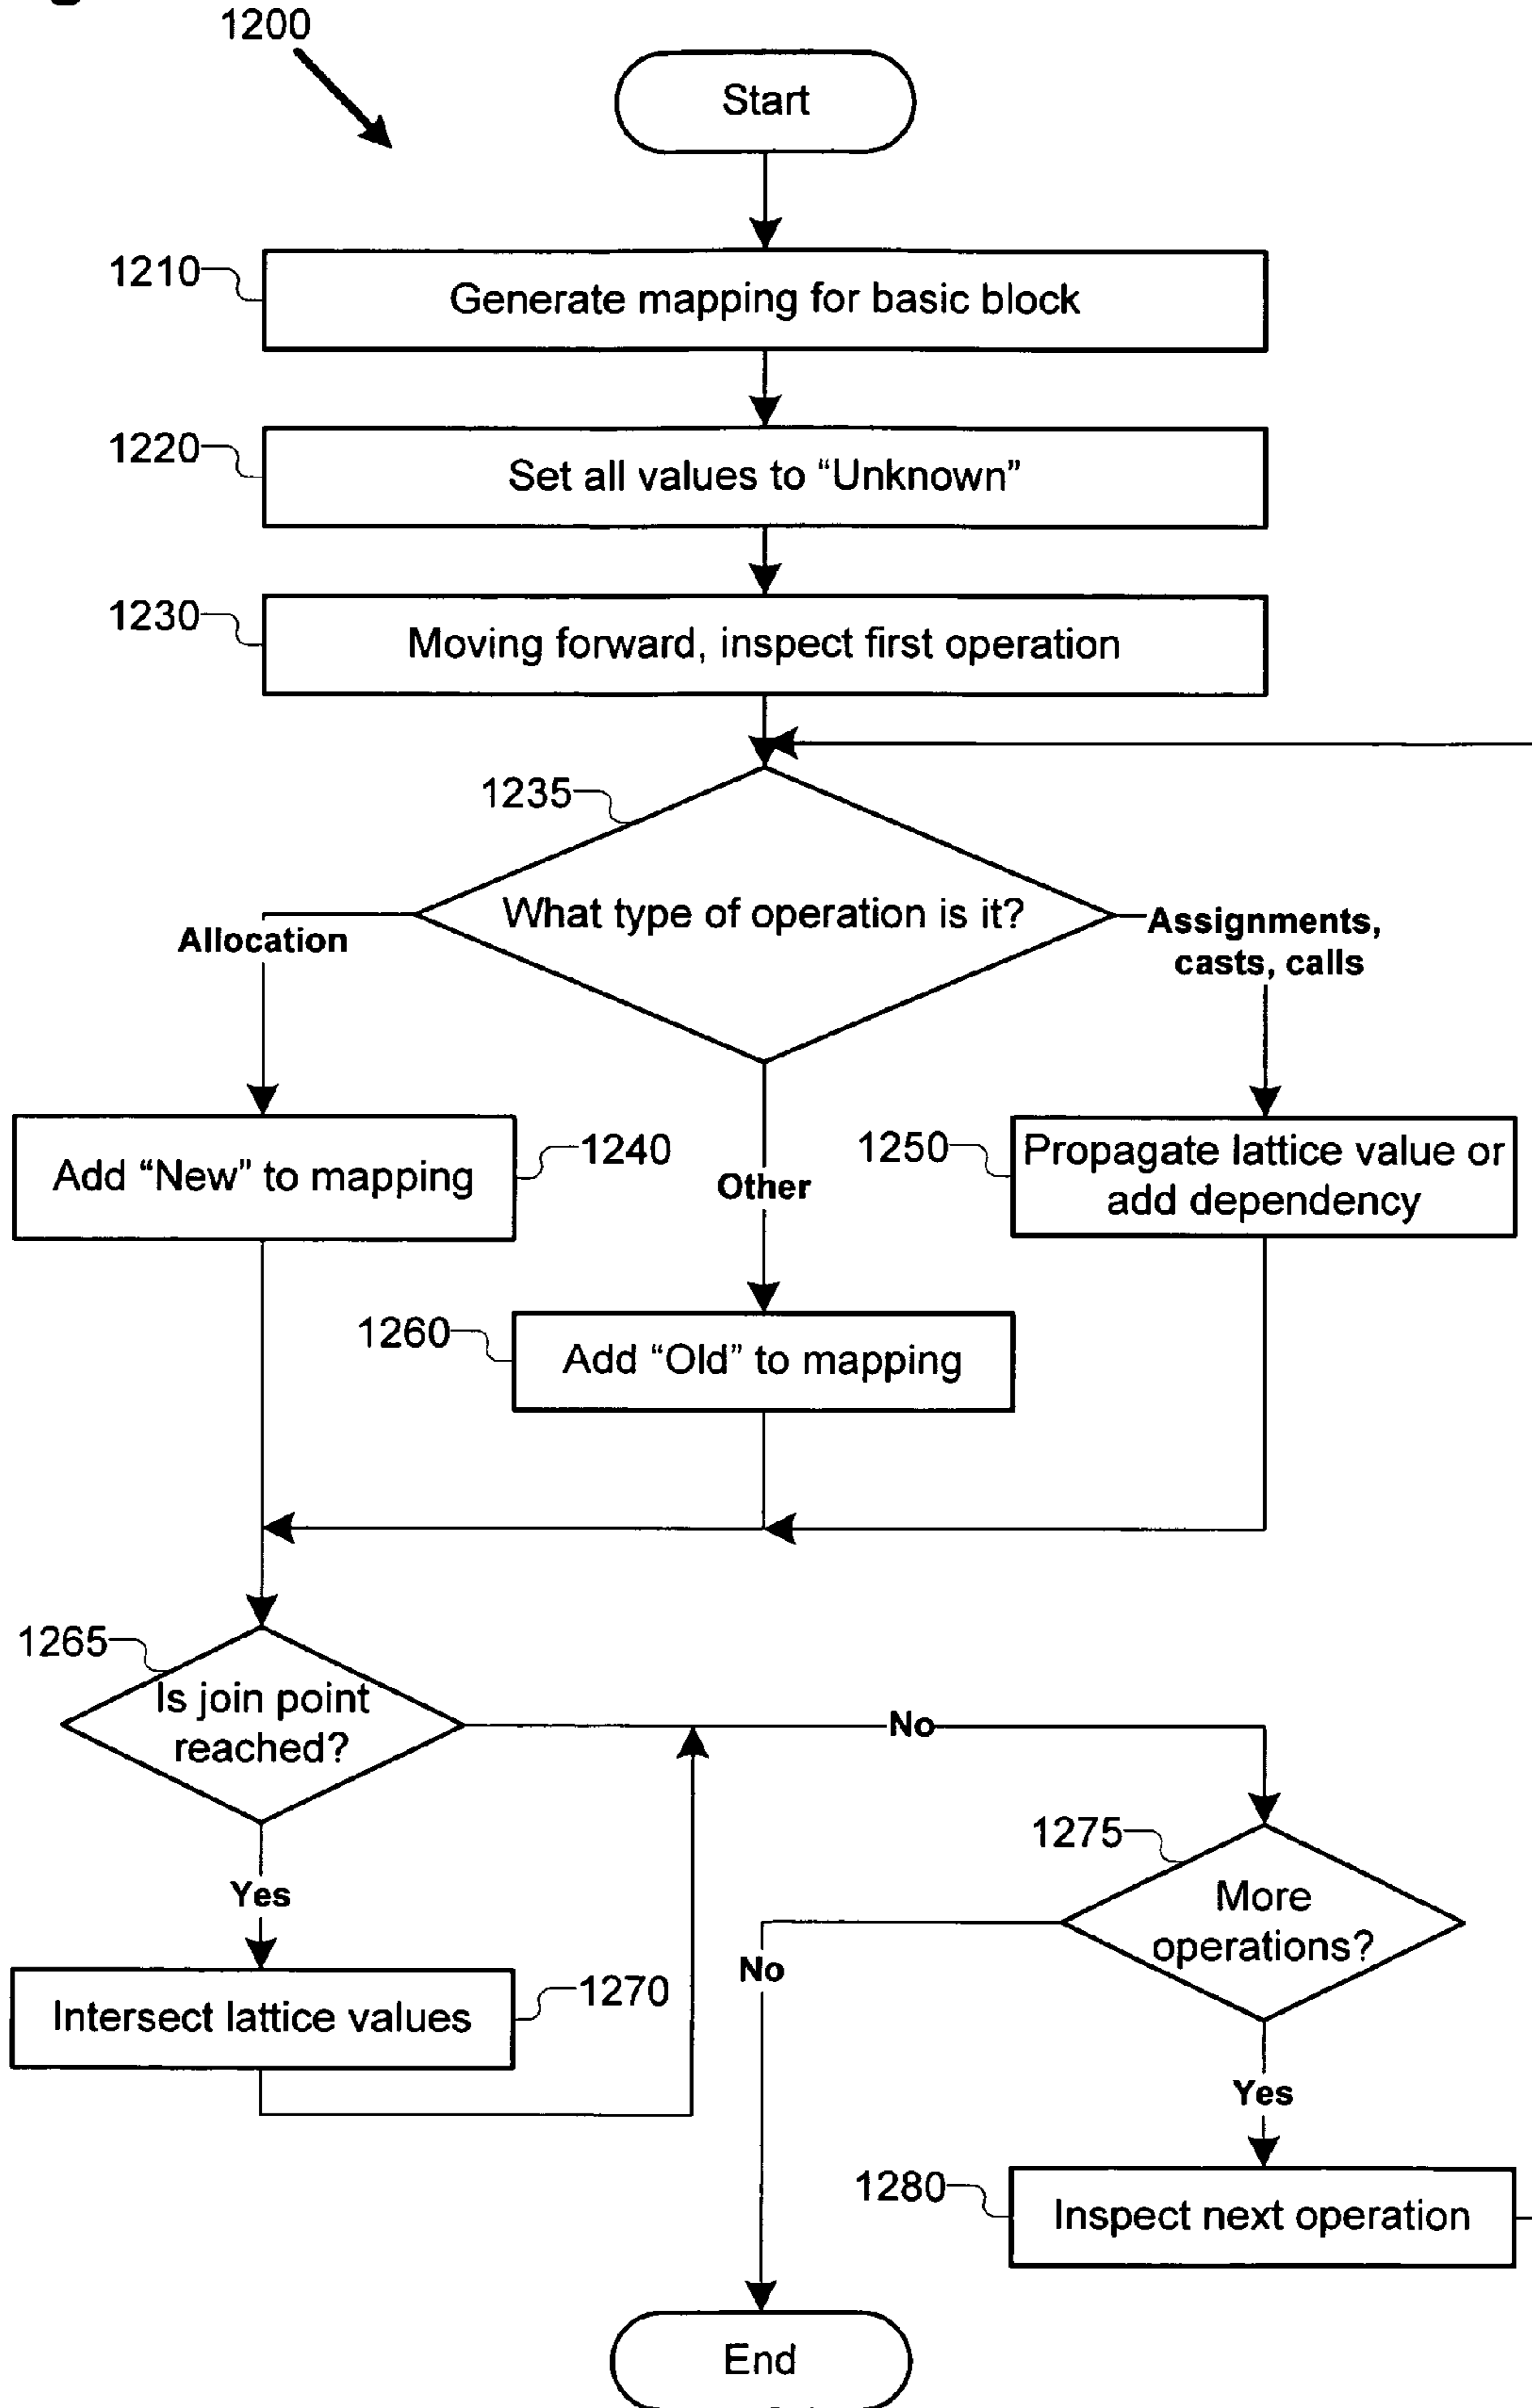 1200
Start
1210
Generate mapping for basic block
1220
Set all values to “Unknown”
1230
Moving forward, inspect first operation
1235
What type of operation is it?
Allocation
Assignments,
casts, calls
Add “New” to mapping
1240
Other
1250
Propagate lattice value or
add dependency
1260
Add “Old” to mapping
1265
Is join point
reached?
No
Yes
1275
More
operations?
Intersect lattice values
1270
No
Yes
1280
Inspect next operation
End